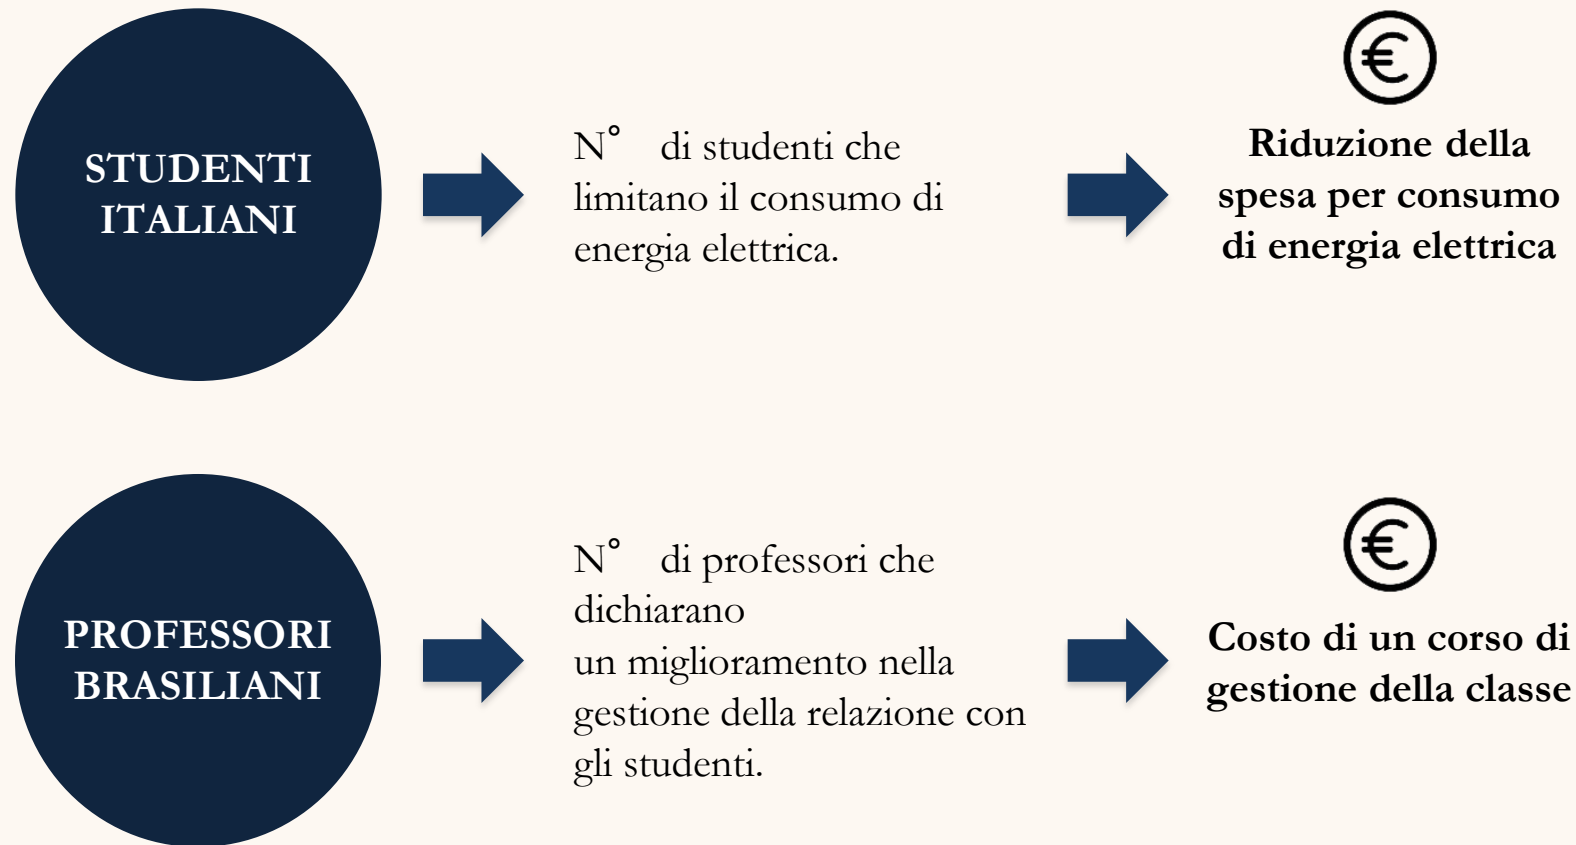 STUDENTI
ITALIANI
N° di studenti che
limitano il consumo di
energia elettrica.
€
Riduzione della
spesa per consumo
di energia elettrica
PROFESSORI
BRASILIANI
N° di professori che
dichiarano
un miglioramento nella
gestione della relazione con
gli studenti.
€
Costo di un corso di
gestione della classe